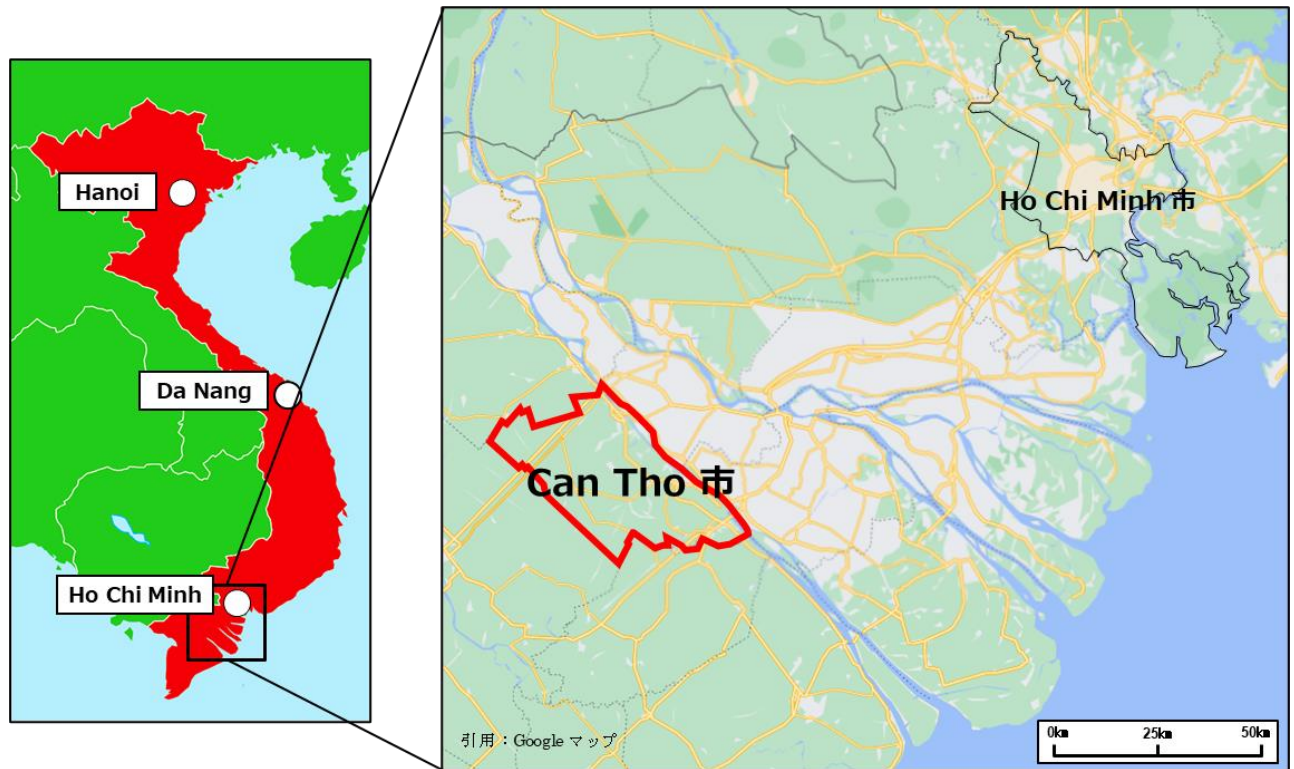 Hanoi
Da Nang
Ho Chi Minh
Ho Chi Minh 市
Can Tho 市
引用：Google マップ
0km 25km 50km